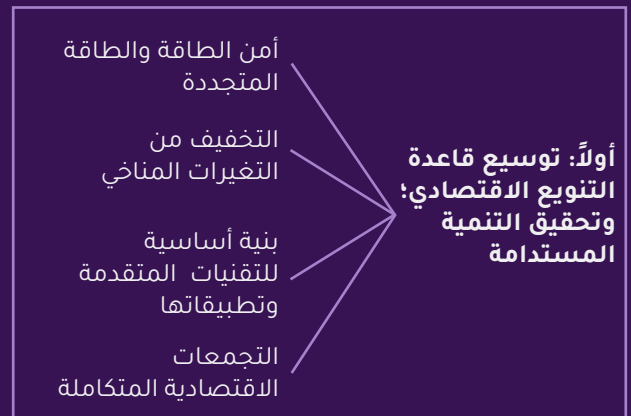 أولاً: توسيع قاعدة
التنويع الاقتصادي؛
وتحقيق التنمية
المستدامة
أمن الطاقة والطاقة
المتجددة
التخفيف من
التغيرات المناخي
بنية أساسية
للتقنيات المتقدمة
وتطبيقاتها
التجمعات
الاقتصادية المتكاملة